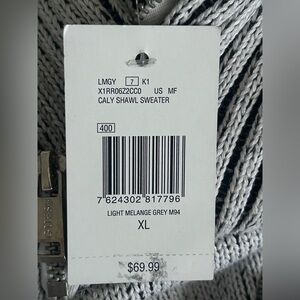 LMGY 7 K1
X1RR06Z2CC0 US MF
CALY SHAWL SWEATER
400
7 624302 817796
LIGHT MELANGE GREY M94
XL
$69.99